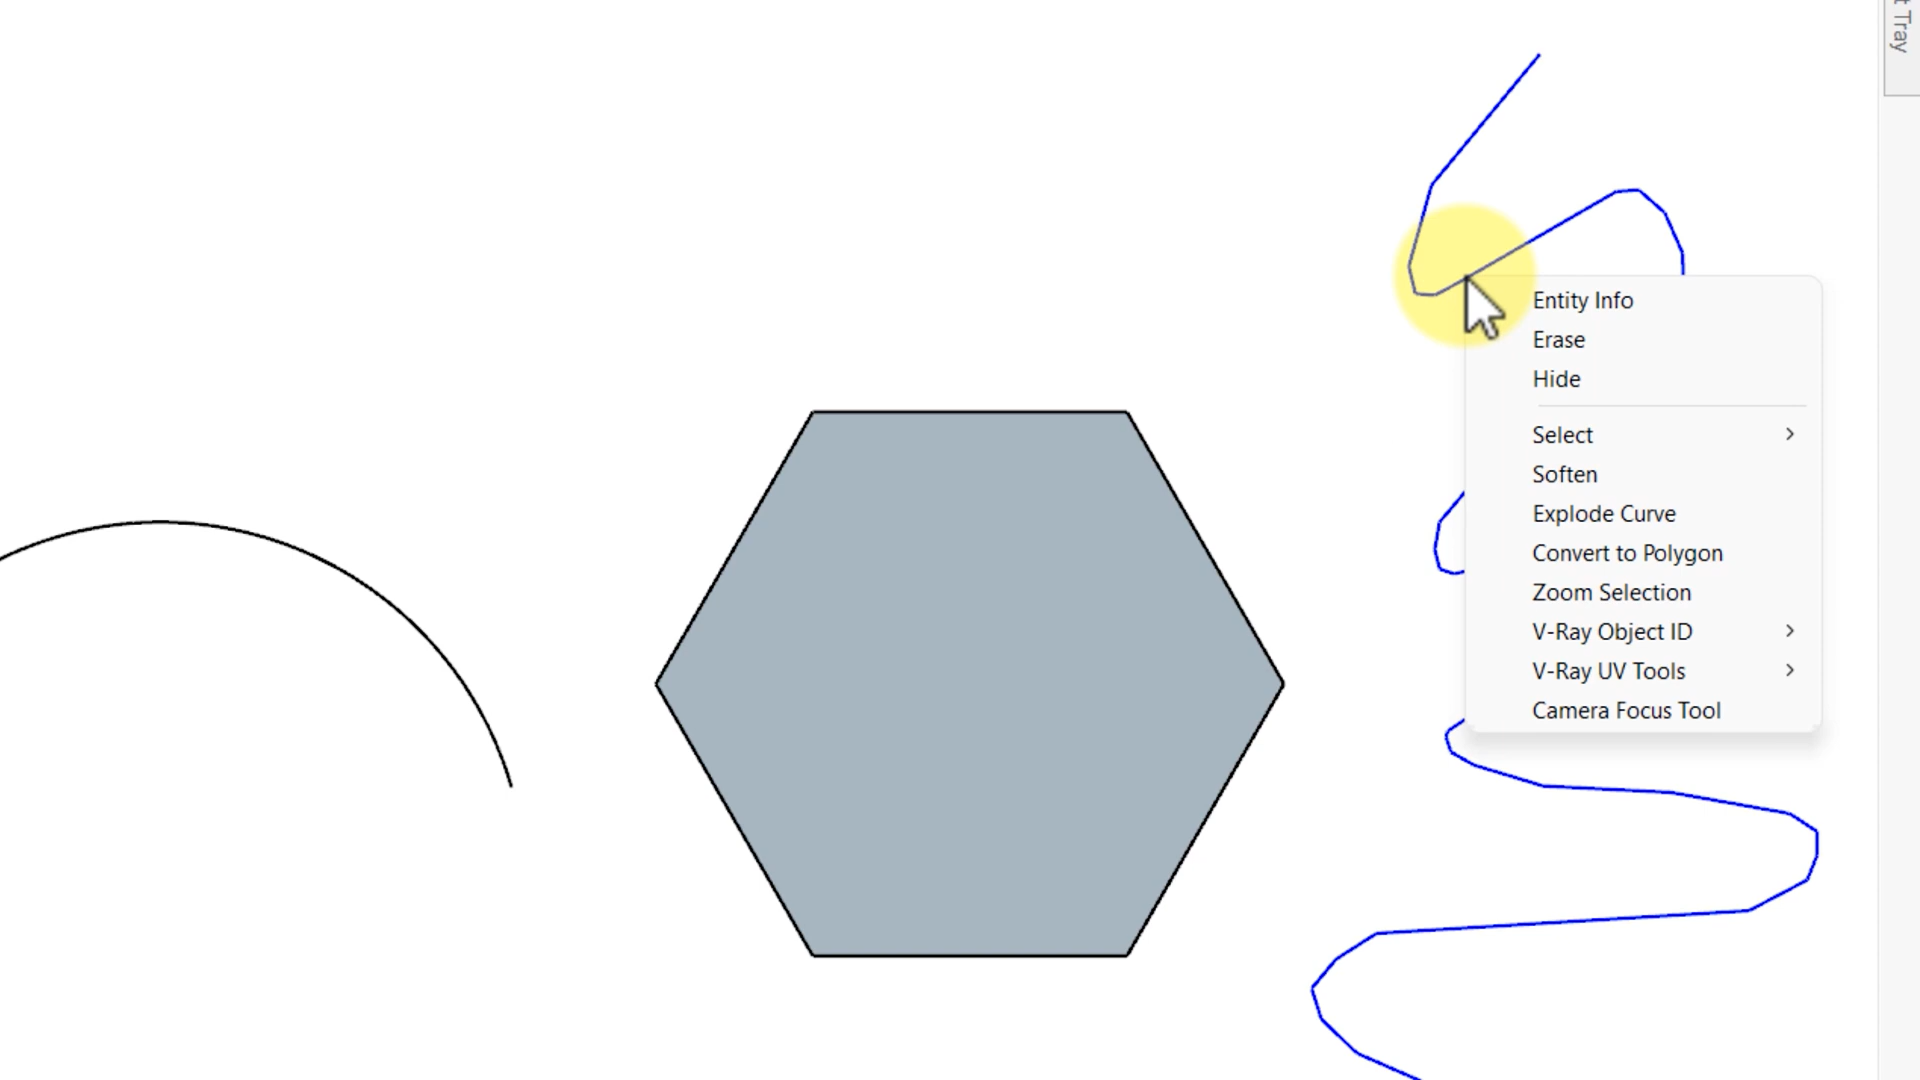 t Tray
Entity Info
Erase
Hide
Select
Soften
Explode Curve
Convert to Polygon
Zoom Selection
V-Ray Object ID
V-Ray UV Tools
Camera Focus Tool